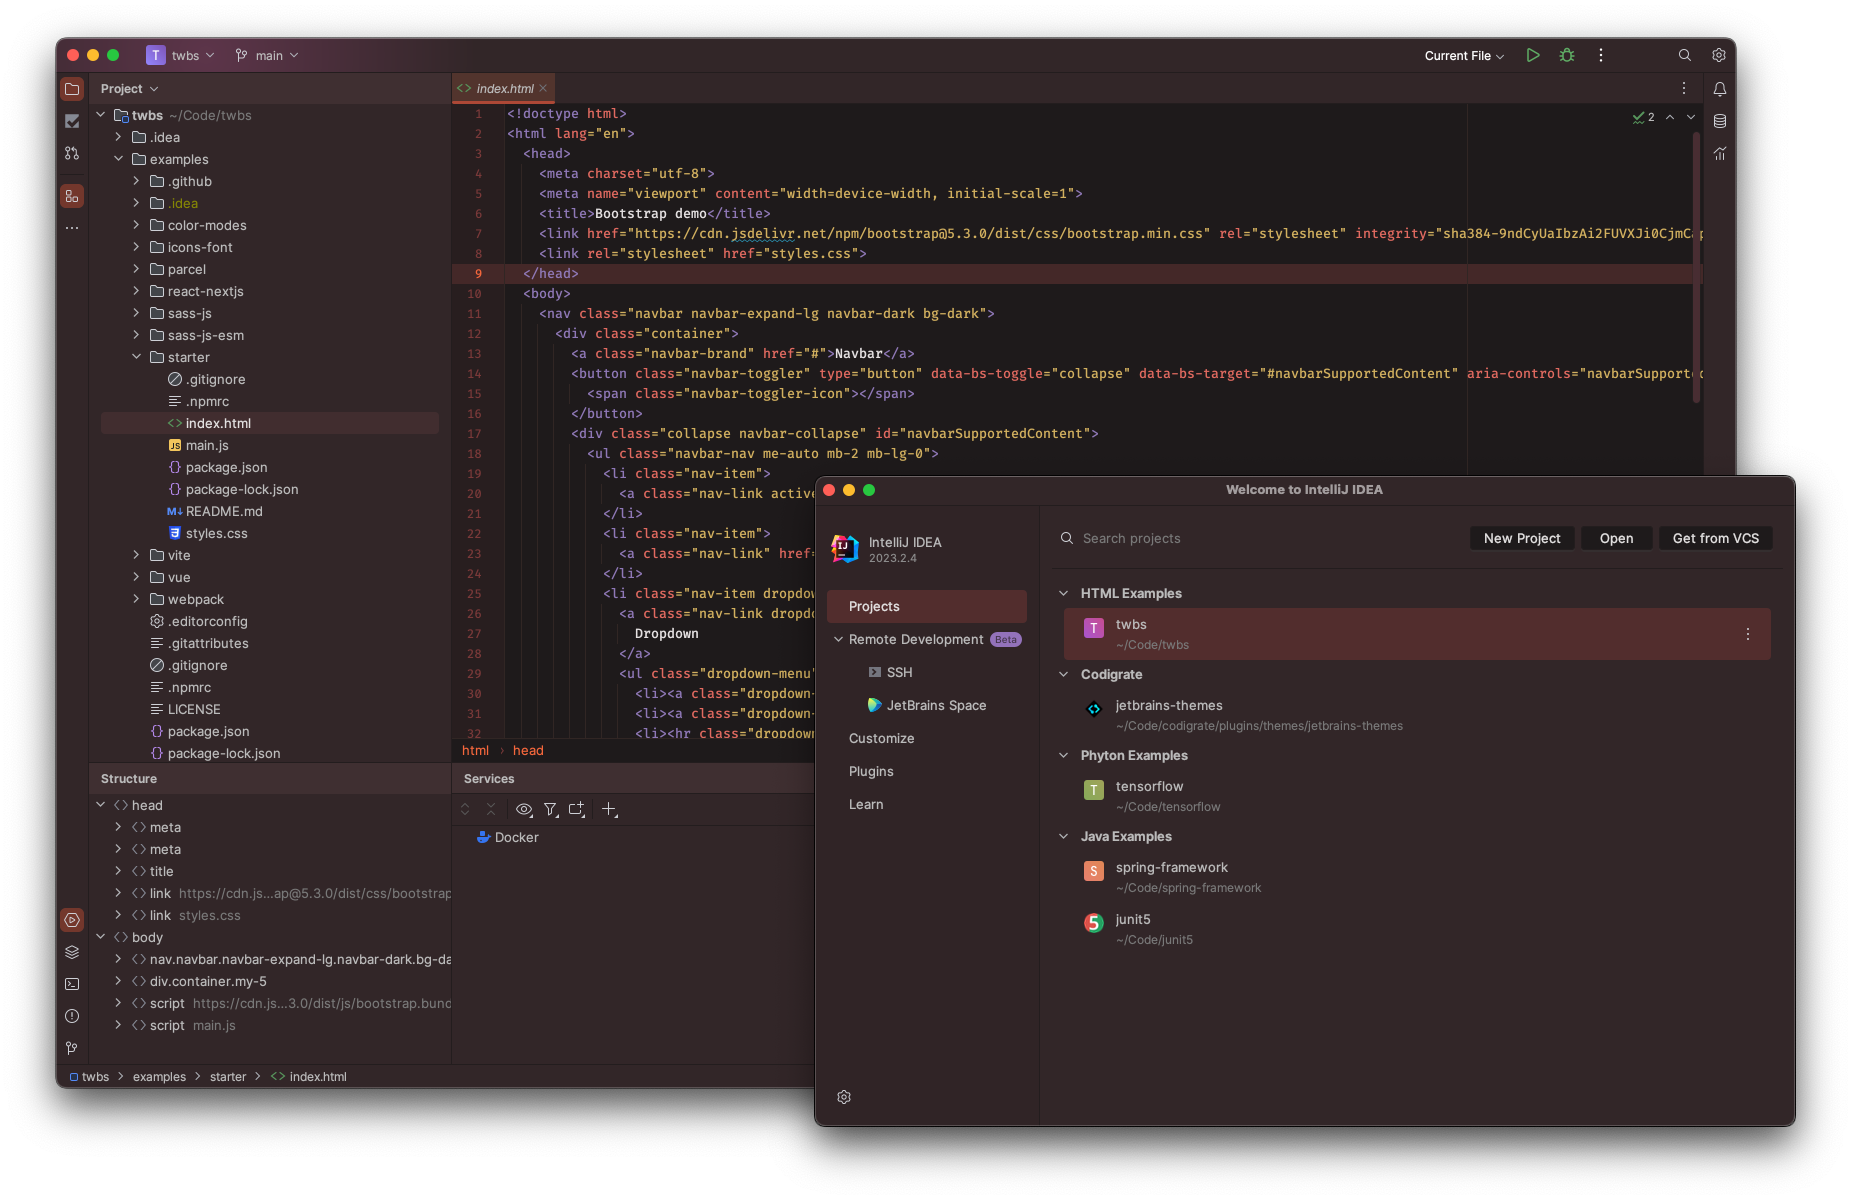 T twbs main Current File
Project
twbs ~/Code/twbs
.idea
examples
.github
.idea
color-modes
icons-font
parcel
react-nextjs
sass-js
sass-js-esm
starter
.gitignore
.npmrc
<> index.html
JS main.js
{} package.json
{} package-lock.json
M↓ README.md
styles.css
vite
vue
webpack
.editorconfig
.gitattributes
.gitignore
.npmrc
LICENSE
{} package.json
{} package-lock.json
<> index.html
2
1 <!doctype html>
2 <html lang="en">
3 <head>
4 <meta charset="utf-8">
5 <meta name="viewport" content="width=device-width, initial-scale=1">
6 <title>Bootstrap demo</title>
7 <link href="https://cdn.jsdelivr.net/npm/bootstrap@5.3.0/dist/css/bootstrap.min.css" rel="stylesheet" integrity="sha384-9ndCyUaIbzAi2FUVXJi0CjmCap
8 <link rel="stylesheet" href="styles.css">
9 </head>
10 <body>
11 <nav class="navbar navbar-expand-lg navbar-dark bg-dark">
12 <div class="container">
13 <a class="navbar-brand" href="#">Navbar</a>
14 <button class="navbar-toggler" type="button" data-bs-toggle="collapse" data-bs-target="#navbarSupportedContent" aria-controls="navbarSupported
15 <span class="navbar-toggler-icon"></span>
16 </button>
17 <div class="collapse navbar-collapse" id="navbarSupportedContent">
18 <ul class="navbar-nav me-auto mb-2 mb-lg-0">
19 <li class="nav-item">
20 <a class="nav-link active
21 </li>
22 <li class="nav-item">
23 <a class="nav-link" href=
24 </li>
25 <li class="nav-item dropdow
26 <a class="nav-link dropdo
27 Dropdown
28 </a>
29 <ul class="dropdown-menu"
30 <li><a class="dropdown-
31 <li><a class="dropdown-
32 <li><hr class="dropdown
html › head
Structure
<> head
<> meta
<> meta
<> title
<> link https://cdn.js...ap@5.3.0/dist/css/bootstrap
<> link styles.css
<> body
<> nav.navbar.navbar-expand-lg.navbar-dark.bg-da
<> div.container.my-5
<> script https://cdn.js...3.0/dist/js/bootstrap.bund
<> script main.js
Services
Docker
twbs > examples > starter > <> index.html
Welcome to IntelliJ IDEA
IJ IntelliJ IDEA
2023.2.4
Projects
Remote Development Beta
SSH
JetBrains Space
Customize
Plugins
Learn
Search projects New Project Open Get from VCS
HTML Examples
T twbs
~/Code/twbs
Codigrate
jetbrains-themes
~/Code/codigrate/plugins/themes/jetbrains-themes
Phyton Examples
T tensorflow
~/Code/tensorflow
Java Examples
S spring-framework
~/Code/spring-framework
5 junit5
~/Code/junit5